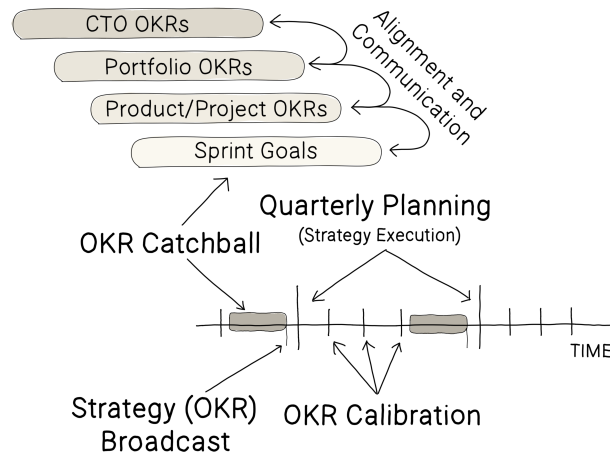 CTO OKRs
Portfolio OKRs
Product/Project OKRs
Sprint Goals
Alignment and
Communication
Quarterly Planning
(Strategy Execution)
OKR Catchball
TIME
Strategy (OKR)
Broadcast
OKR Calibration